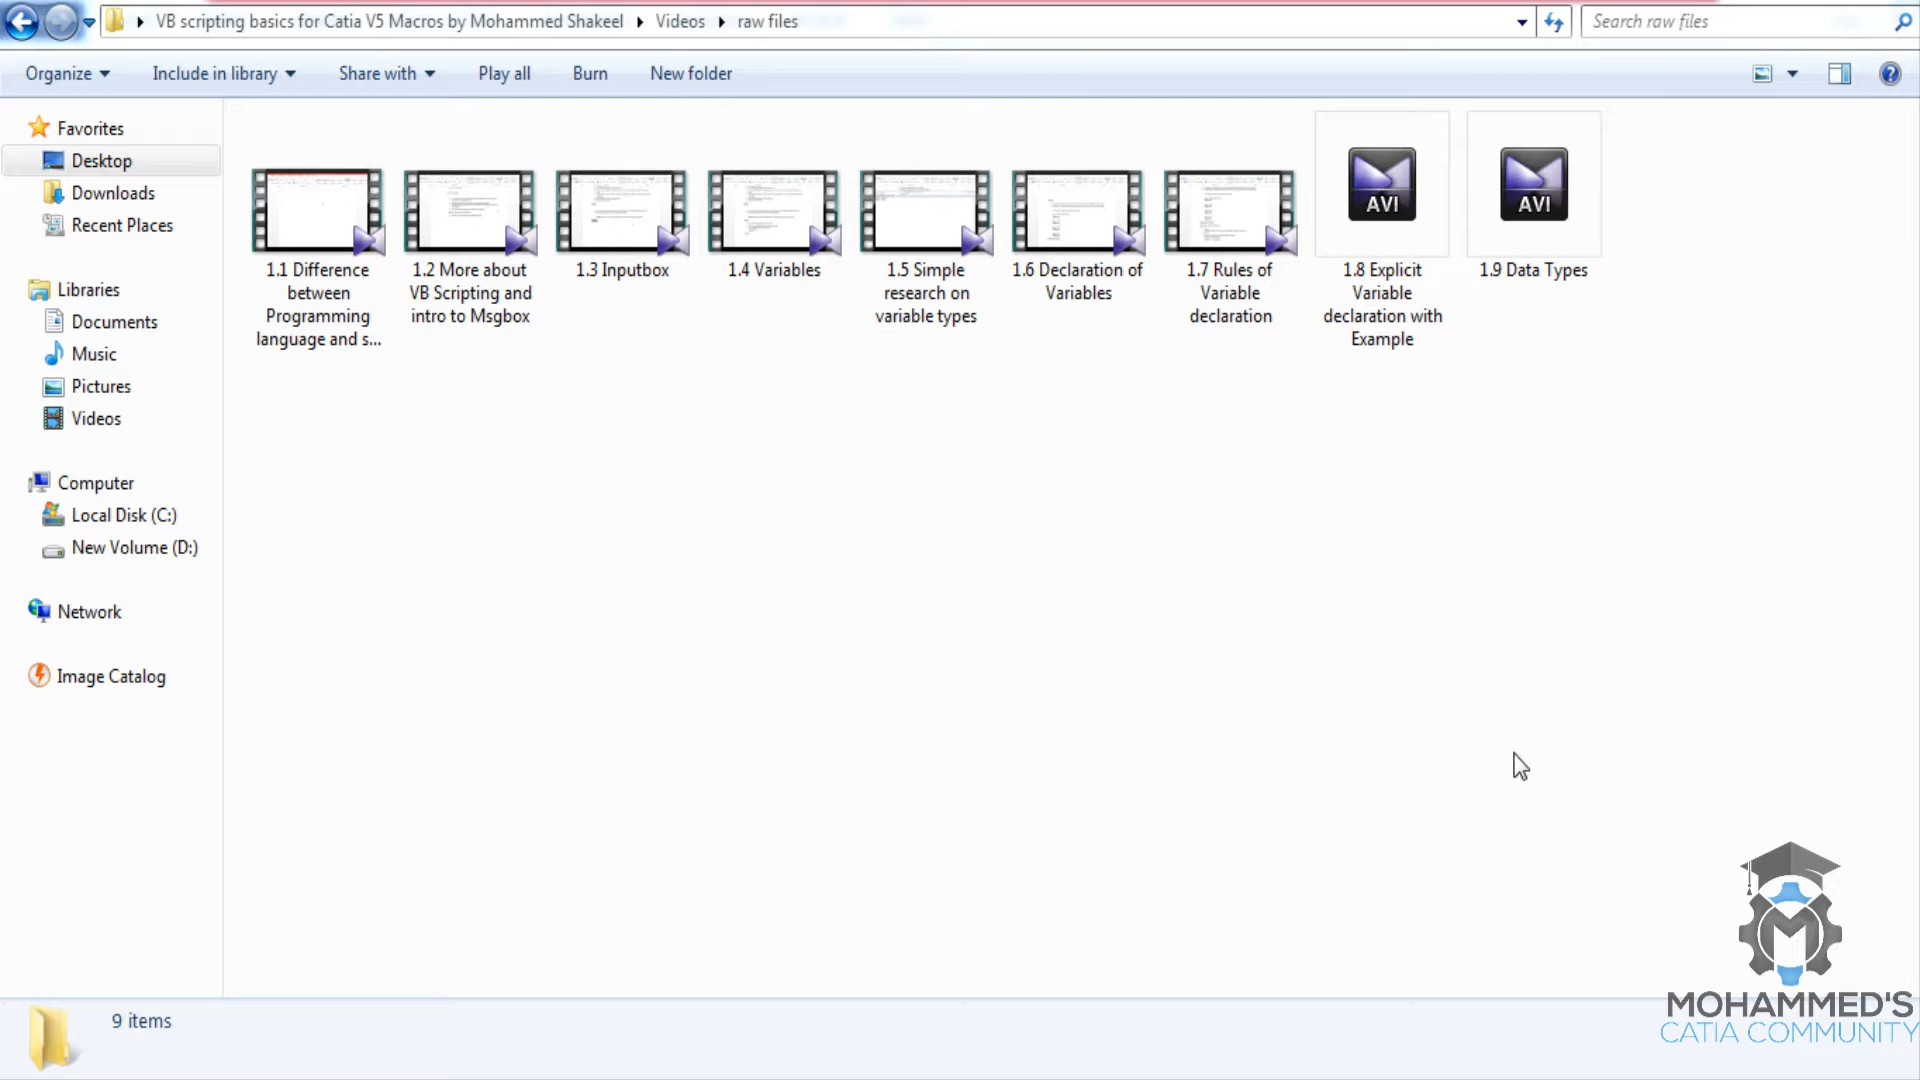 VB scripting basics for Catia V5 Macros by Mohammed Shakeel Videos raw files
Search raw files
Organize Include in library Share with Play all Burn New folder
Favorites
Desktop
Downloads
Recent Places
Libraries
Documents
Music
Pictures
Videos
Computer
Local Disk (C:)
New Volume (D:)
Network
Image Catalog
1.1 Difference
between
Programming
language and s...
1.2 More about
VB Scripting and
intro to Msgbox
1.3 Inputbox
1.4 Variables
1.5 Simple
research on
variable types
1.6 Declaration of
Variables
1.7 Rules of
Variable
declaration
AVI
1.8 Explicit
Variable
declaration with
Example
AVI
1.9 Data Types
9 items
MOHAMMED'S
CATIA COMMUNITY